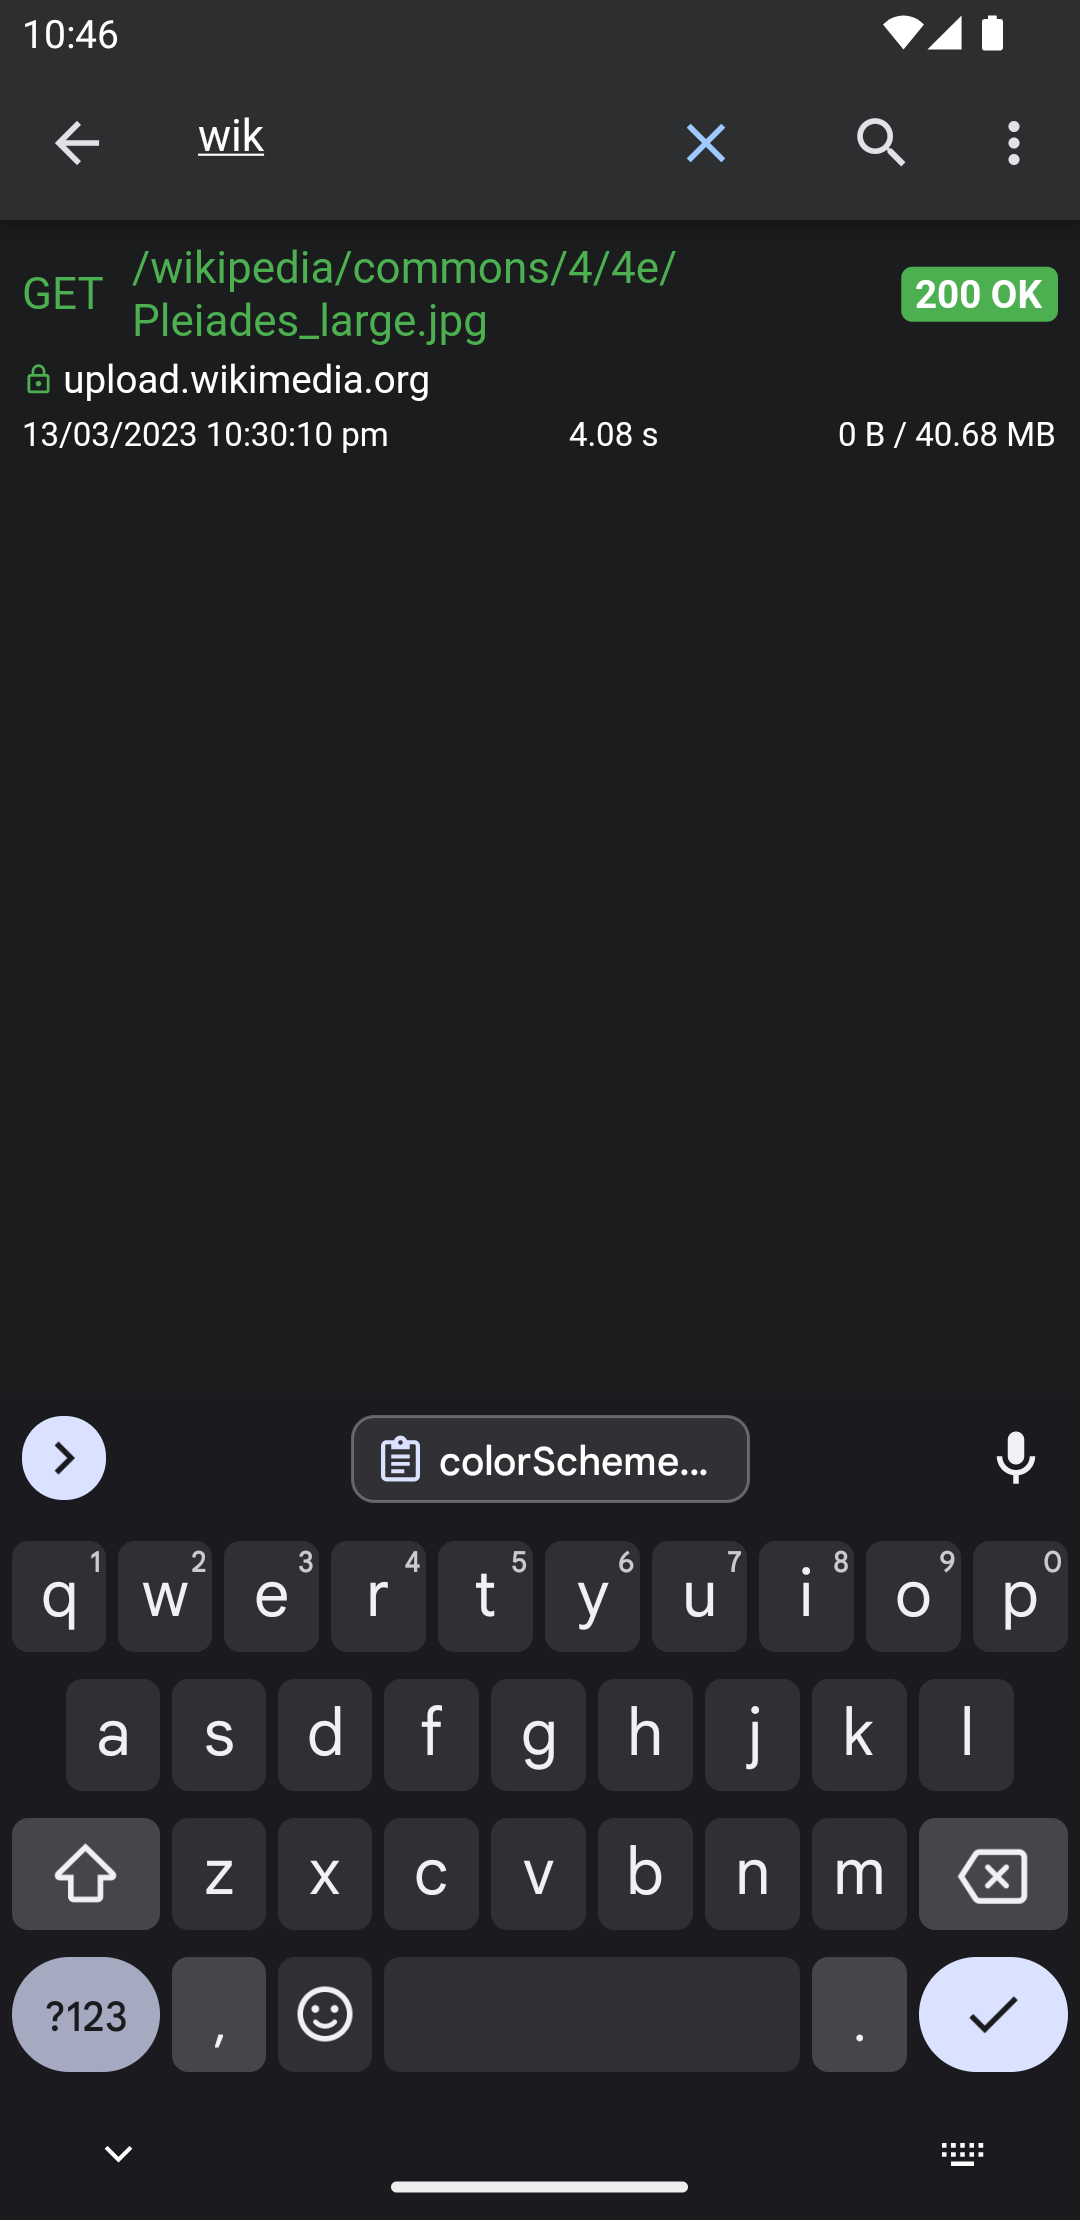 10:46
wik
GET /wikipedia/commons/4/4e/
Pleiades_large.jpg
200 OK
upload.wikimedia.org
13/03/2023 10:30:10 pm 4.08 s 0 B / 40.68 MB
colorScheme...
q 1 w 2 e 3 r 4 t 5 y 6 u 7 i 8 o 9 p 0
a s d f g h j k l
z x c v b n m
?123 , .